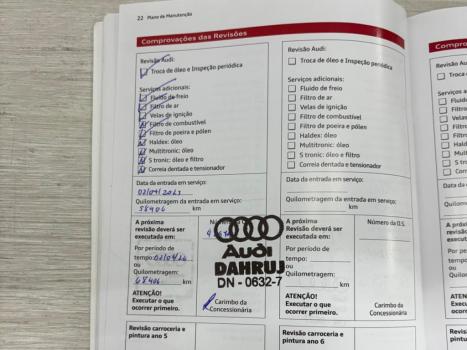 22 Plano de Manutenção
Comprovações das Revisões
Revisão Audi:
Troca de óleo e Inspeção periódica
Serviços adicionais:
Fluido de freio
Filtro de ar
Velas de ignição
Filtro de combustível
Filtro de poeira e pólen
Haldex: óleo
Multitronic: óleo
S tronic: óleo e filtro
Correia dentada e tensionador
Data da entrada em serviço:
Quilometragem da entrada em serviço:
58406 km
A próxima
revisão deverá ser
executada em:
Por período de
tempo:
ou
Quilometragem:
68406 km
ATENÇÃO!
Executar o que
ocorrer primeiro.
Audi
DAHRUJ
DN - 0632-7
Carimbo da
Concessionária
Revisão carroceria e
pintura ano 5
Revisão Audi:
Troca de óleo e Inspeção periódica
Serviços adicionais:
Fluido de freio
Filtro de ar
Velas de ignição
Filtro de combustível
Filtro de poeira e pólen
Haldex: óleo
Multitronic: óleo
S tronic: óleo e filtro
Correia dentada e tensionador
Data da entrada em serviço:
Quilometragem da entrada em serviço:
km
A próxima
revisão deverá ser
executada em:
Número da O.S.
Por período de
tempo:
ou
Quilometragem:
km
ATENÇÃO!
Executar o que
ocorrer primeiro.
Carimbo da
Concessionária
Revisão carroceria e
pintura ano 6